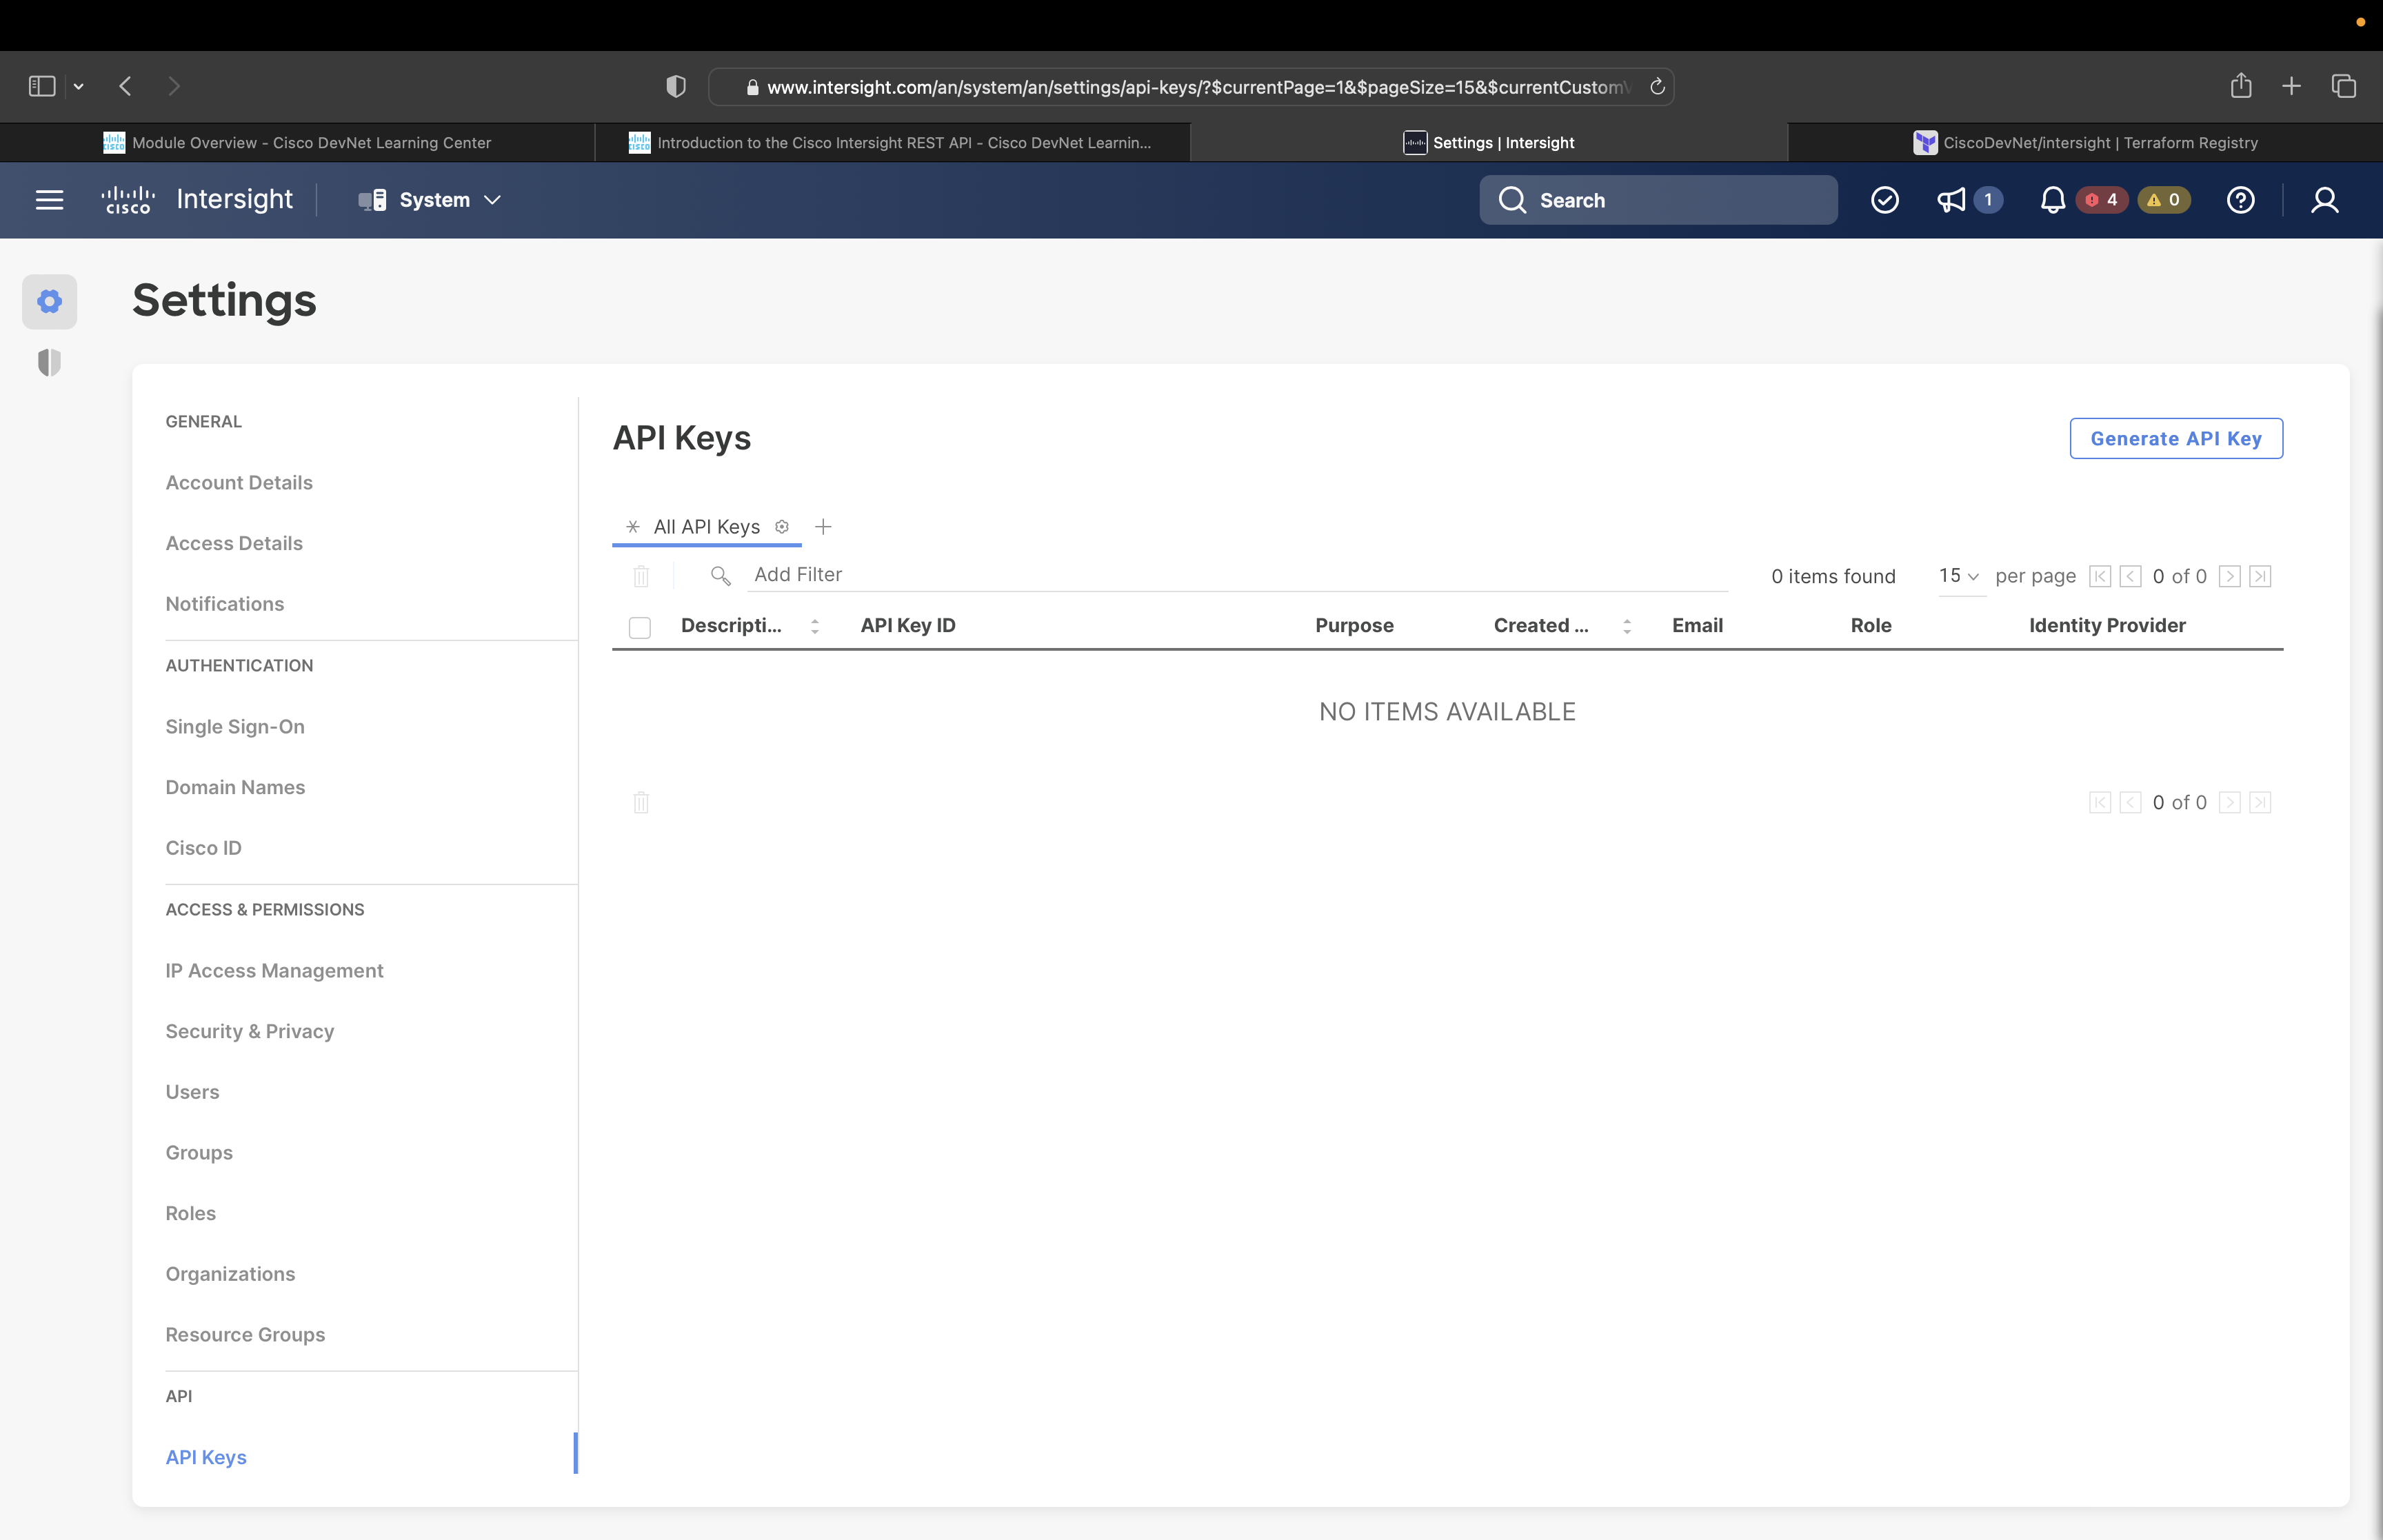 www.intersight.com/an/system/an/settings/api-keys/?$currentPage=1&$pageSize=15&$currentCustom
Module Overview - Cisco DevNet Learning Center
Introduction to the Cisco Intersight REST API - Cisco DevNet Learnin...
Settings | Intersight
CiscoDevNet/intersight | Terraform Registry
CISCO Intersight
System
Search
1
4
0
Settings
GENERAL
Account Details
Access Details
Notifications
AUTHENTICATION
Single Sign-On
Domain Names
Cisco ID
ACCESS & PERMISSIONS
IP Access Management
Security & Privacy
Users
Groups
Roles
Organizations
Resource Groups
API
API Keys
API Keys
Generate API Key
All API Keys
Add Filter
0 items found 15 per page 0 of 0
Descripti... API Key ID Purpose Created ... Email Role Identity Provider
NO ITEMS AVAILABLE
0 of 0